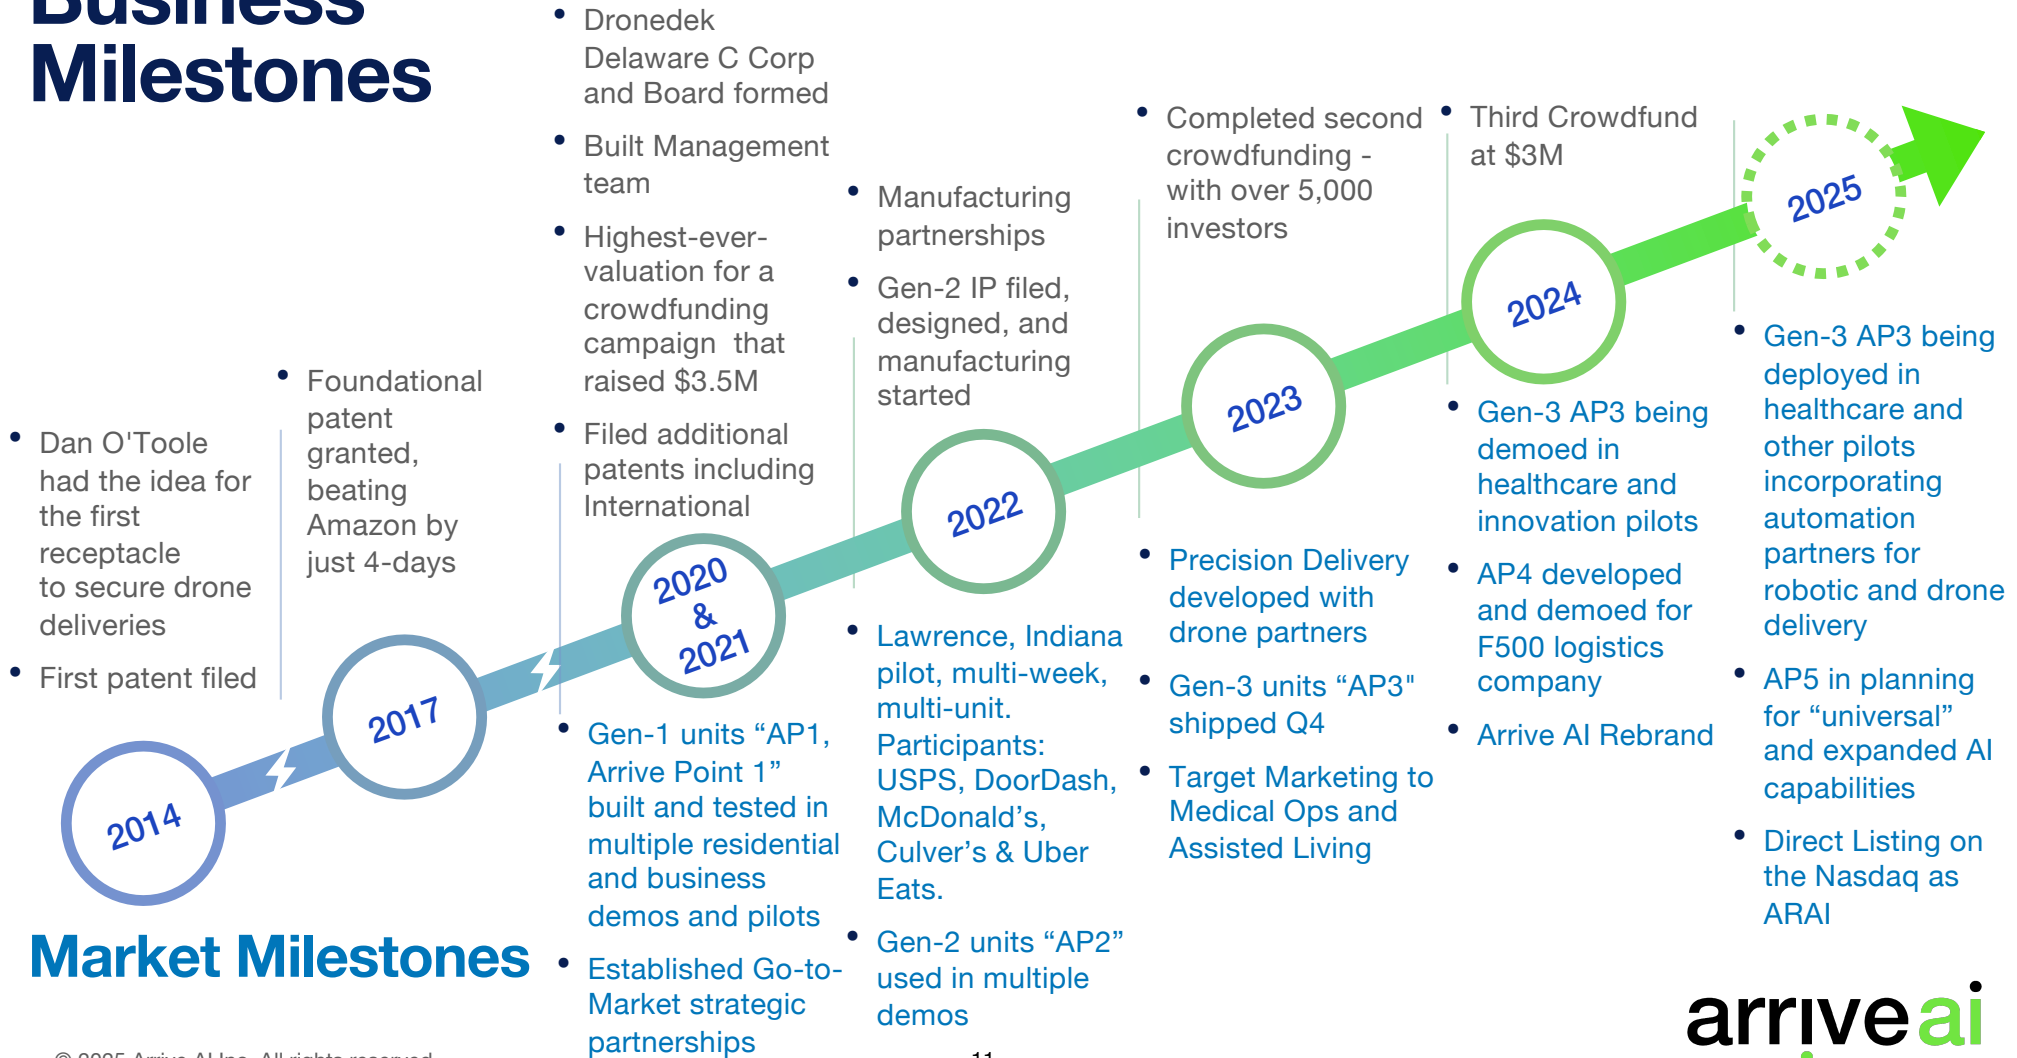 Business
Milestones
• Dan O'Toole
had the idea for
the first
receptacle
to secure drone
deliveries
• First patent filed
• Foundational
patent
granted,
beating
Amazon by
just 4-days
• Dronedek
Delaware C Corp
and Board formed
• Built Management
team
• Highest-ever-
valuation for a
crowdfunding
campaign  that
raised $3.5M
• Filed additional
patents including
International
• Manufacturing
partnerships
• Gen-2 IP filed,
designed, and
manufacturing
started
• Completed second
crowdfunding -
with over 5,000
investors
• Third Crowdfund
at $3M
2014
2017
2020
&
2021
2022
2023
2024
2025
Market Milestones
• Gen-1 units “AP1,
Arrive Point 1”
built and tested in
multiple residential
and business
demos and pilots
• Established Go-to-
Market strategic
partnerships
• Lawrence, Indiana
pilot, multi-week,
multi-unit.
Participants:
USPS, DoorDash,
McDonald’s,
Culver’s & Uber
Eats.
• Gen-2 units “AP2”
used in multiple
demos
• Precision Delivery
developed with
drone partners
• Gen-3 units “AP3"
shipped Q4
• Target Marketing to
Medical Ops and
Assisted Living
• Gen-3 AP3 being
demoed in
healthcare and
innovation pilots
• AP4 developed
and demoed for
F500 logistics
company
• Arrive AI Rebrand
• Gen-3 AP3 being
deployed in
healthcare and
other pilots
incorporating
automation
partners for
robotic and drone
delivery
• AP5 in planning
for “universal”
and expanded AI
capabilities
• Direct Listing on
the Nasdaq as
ARAI
© 2025 Arrive AI Inc. All rights reserved
11
arrive ai